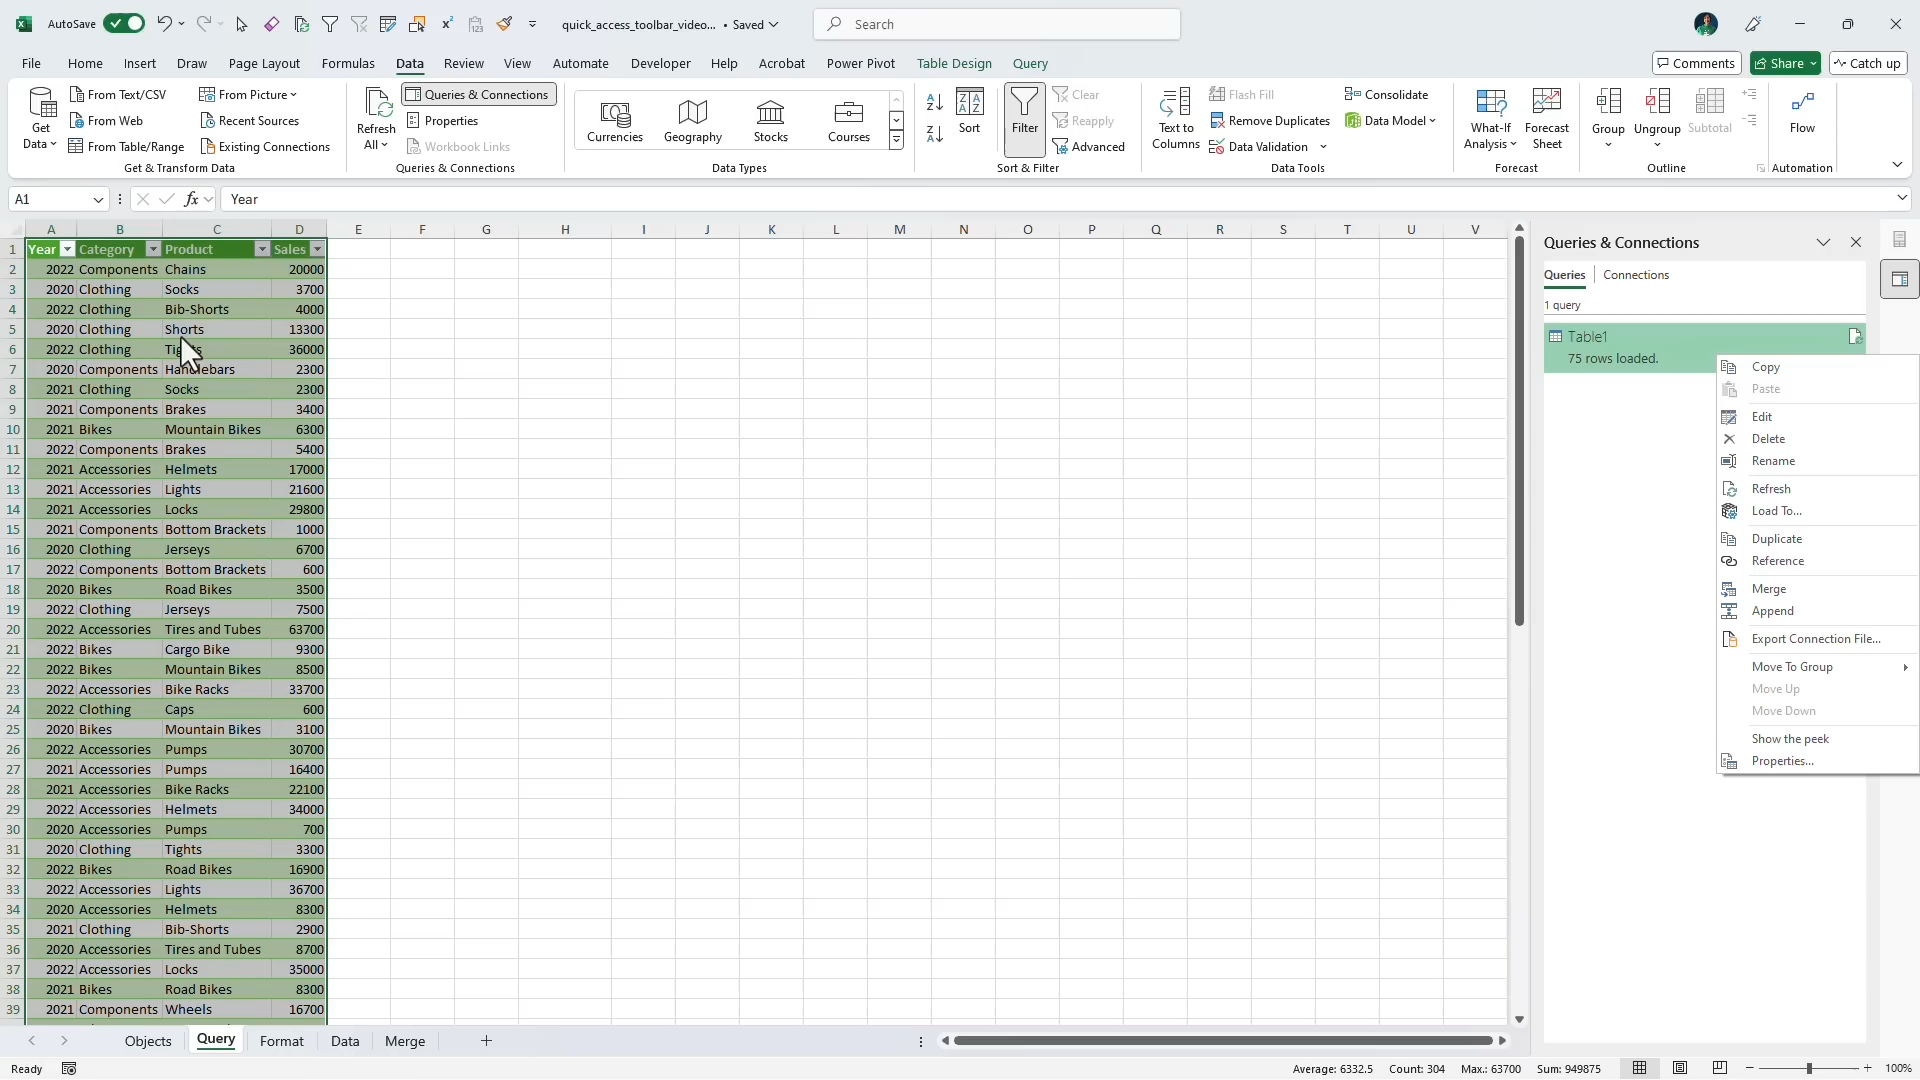 AutoSave quick_access_toolbar_video... • Saved Search
File Home Insert Draw Page Layout Formulas Data Review View Automate Developer Help Acrobat Power Pivot Table Design Query Comments Share Catch up
Get Data
From Text/CSV
From Web
From Table/Range
From Picture
Recent Sources
Existing Connections
Get & Transform Data
Refresh All
Queries & Connections
Properties
Workbook Links
Queries & Connections
Currencies Geography Stocks Courses
Data Types
Sort
Filter
Clear
Reapply
Advanced
Sort & Filter
Text to Columns
Flash Fill
Remove Duplicates
Data Validation
Consolidate
Data Model
Data Tools
What-If Analysis
Forecast Sheet
Forecast
Group Ungroup Subtotal
Outline
Flow
Automation
A1 fx Year
A B C D E F G H I J K L M N O P Q R S T U V
1 Year Category Product Sales
2 2022 Components Chains 20000
3 2020 Clothing Socks 3700
4 2022 Clothing Bib-Shorts 4000
5 2020 Clothing Shorts 13300
6 2022 Clothing Tights 36000
7 2020 Components Handlebars 2300
8 2021 Clothing Socks 2300
9 2021 Components Brakes 3400
10 2021 Bikes Mountain Bikes 6300
11 2022 Components Brakes 5400
12 2021 Accessories Helmets 17000
13 2021 Accessories Lights 21600
14 2021 Accessories Locks 29800
15 2021 Components Bottom Brackets 1000
16 2020 Clothing Jerseys 6700
17 2022 Components Bottom Brackets 600
18 2020 Bikes Road Bikes 3500
19 2022 Clothing Jerseys 7500
20 2022 Accessories Tires and Tubes 63700
21 2022 Bikes Cargo Bike 9300
22 2022 Bikes Mountain Bikes 8500
23 2022 Accessories Bike Racks 33700
24 2022 Clothing Caps 600
25 2020 Bikes Mountain Bikes 3100
26 2022 Accessories Pumps 30700
27 2021 Accessories Pumps 16400
28 2021 Accessories Bike Racks 22100
29 2022 Accessories Helmets 34000
30 2020 Accessories Pumps 700
31 2020 Clothing Tights 3300
32 2022 Bikes Road Bikes 16900
33 2022 Accessories Lights 36700
34 2020 Accessories Helmets 8300
35 2021 Clothing Bib-Shorts 2900
36 2020 Accessories Tires and Tubes 8700
37 2022 Accessories Locks 35000
38 2021 Bikes Road Bikes 8300
39 2021 Components Wheels 16700
Queries & Connections
Queries Connections
1 query
Table1
75 rows loaded.
Copy
Paste
Edit
Delete
Rename
Refresh
Load To...
Duplicate
Reference
Merge
Append
Export Connection File...
Move To Group
Move Up
Move Down
Show the peek
Properties...
Objects Query Format Data Merge
Ready Average: 6332.5 Count: 304 Max.: 63700 Sum: 949875 100%